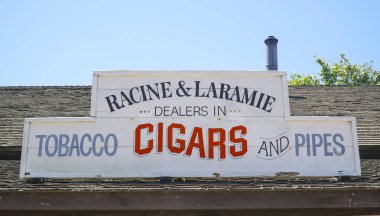 RACINE & LARAMIE
DEALERS IN
TOBACCO CIGARS AND PIPES